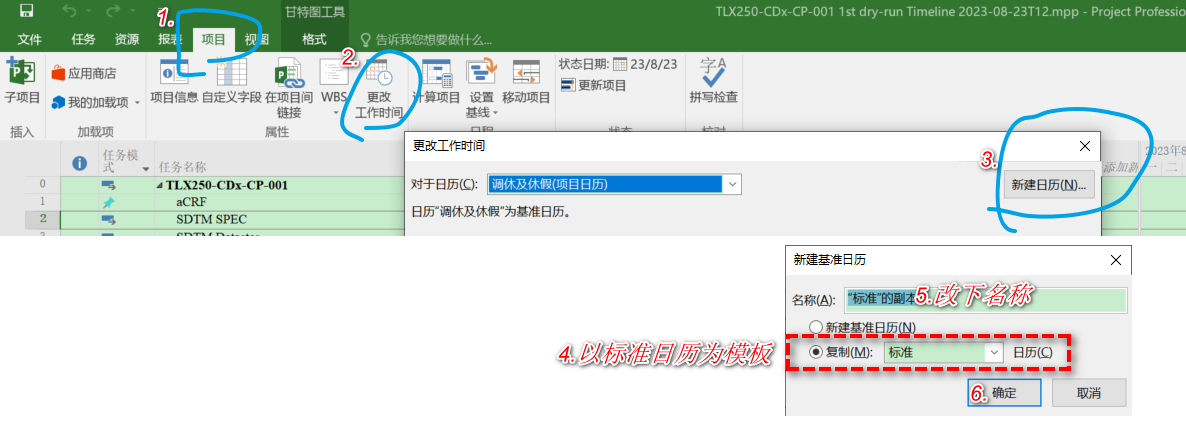 甘特图工具
TLX250-CDx-CP-001 1st dry-run Timeline 2023-08-23T12.mpp - Project Profession
1.
文件 任务 资源 报表 项目 视图 格式 告诉我您想要做什么...
2.
子项目
应用商店
我的加载项
项目信息 自定义字段 在项目间链接 WBS 更改工作时间 计算项目 设置基线 移动项目
状态日期: 23/8/23
更新项目
字A
拼写检查
插入 加载项 属性 日程 状态 校对
更改工作时间
3.
2023年8
任务模式 任务名称
添加新
一 二
对于日历(C): 调休及休假(项目日历)
新建日历(N)...
日历"调休及休假"为基准日历。
0 TLX250-CDx-CP-001
1 aCRF
2 SDTM SPEC
3 SDTM Datasets
新建基准日历
名称(A): "标准"的副本
5.改下名称
新建基准日历(N)
4.以标准日历为模板
复制(M): 标准 日历(C)
6. 确定 取消